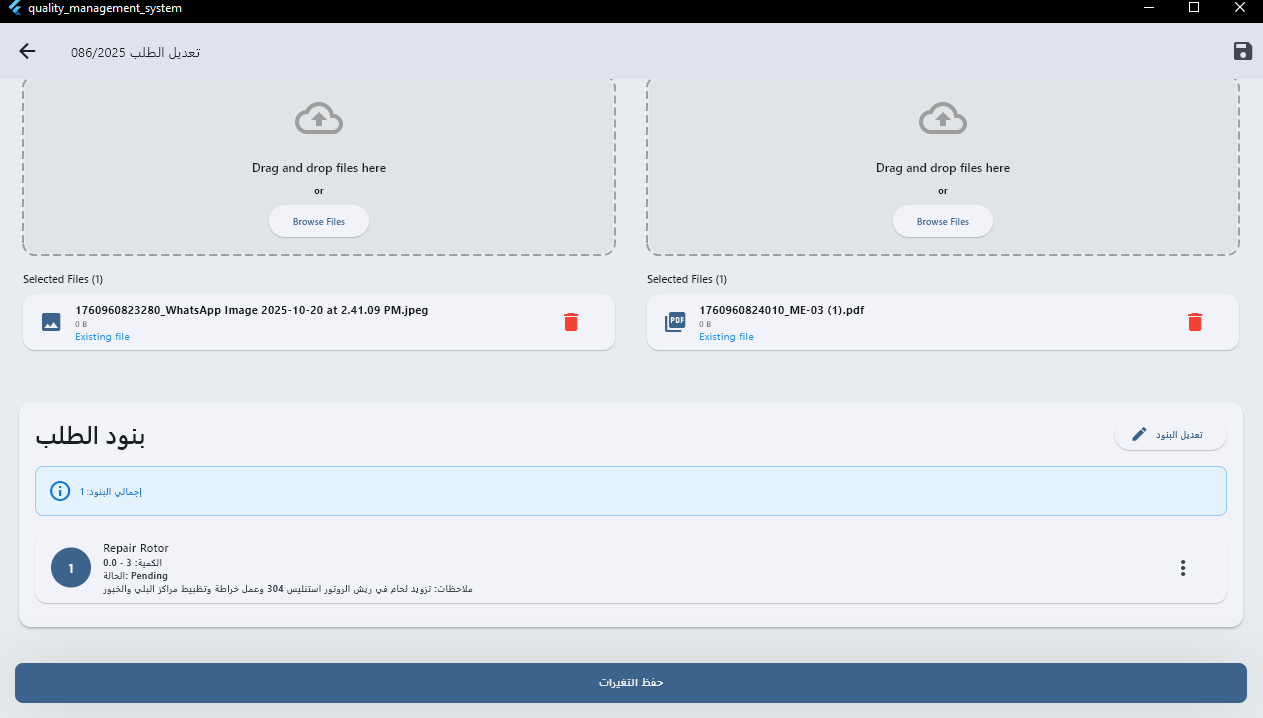 quality_management_system
تعديل الطلب 086/2025
Drag and drop files here
or
Browse Files
Selected Files (1)
1760960823280_WhatsApp Image 2025-10-20 at 2.41.09 PM.jpeg
0 B
Existing file
Drag and drop files here
or
Browse Files
Selected Files (1)
PDF
1760960824010_ME-03 (1).pdf
0 B
Existing file
بنود الطلب
تعديل البنود
إجمالي البنود: 1
1
Repair Rotor
الكمية: 3 - 0.0
الحالة: Pending
ملاحظات: تزويد لحام في ريش الروتور استنليس 304 وعمل خراطة وتظبيط مراكز البلي والخبور
حفظ التغيرات